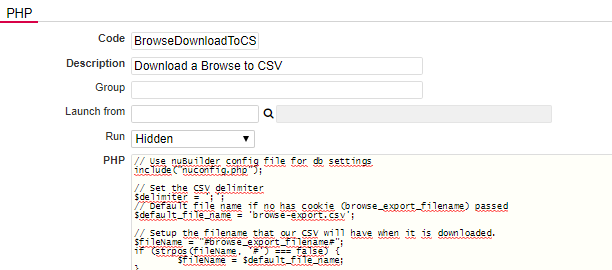 PHP
Code BrowseDownloadToCS
Description Download a Browse to CSV
Group
Launch from
Run Hidden
PHP // Use nuBuilder config file for db settings
include("nuconfig.php");
// Set the CSV delimiter
$delimiter = ';';
// Default file name if no has cookie (browse_export_filename) passed
$default_file_name = 'browse-export.csv';
// Setup the filename that our CSV will have when it is downloaded.
$fileName = "#browse_export_filename#";
if (strpos(fileName, '#') === false) {
$fileName = $default_file_name;
}